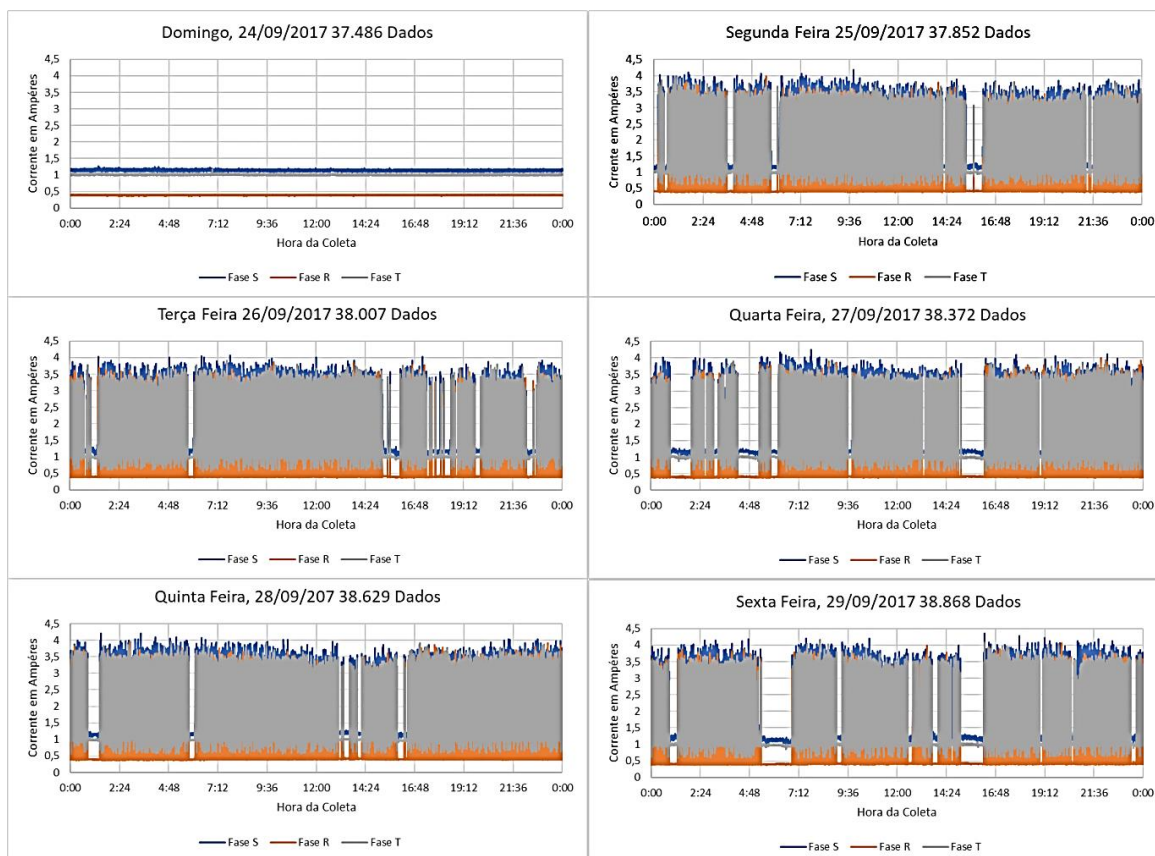 Domingo, 24/09/2017 37.486 Dados
Corrente em Ampéres
4,5
4
3,5
3
2,5
2
1,5
1
0,5
0
0:00 2:24 4:48 7:12 9:36 12:00 14:24 16:48 19:12 21:36 0:00
Hora da Coleta
Fase S Fase R Fase T
Segunda Feira 25/09/2017 37.852 Dados
Corrente em Ampéres
4,5
4
3,5
3
2,5
2
1,5
1
0,5
0
0:00 2:24 4:48 7:12 9:36 12:00 14:24 16:48 19:12 21:36 0:00
Hora da Coleta
Fase S Fase R Fase T
Terça Feira 26/09/2017 38.007 Dados
Corrente em Ampéres
4,5
4
3,5
3
2,5
2
1,5
1
0,5
0
0:00 2:24 4:48 7:12 9:36 12:00 14:24 16:48 19:12 21:36 0:00
Hora da Coleta
Fase S Fase R Fase T
Quarta Feira, 27/09/2017 38.372 Dados
Corrente em Ampéres
4,5
4
3,5
3
2,5
2
1,5
1
0,5
0
0:00 2:24 4:48 7:12 9:36 12:00 14:24 16:48 19:12 21:36 0:00
Hora da Coleta
Fase S Fase R Fase T
Quinta Feira, 28/09/207 38.629 Dados
Corrente em Ampéres
4,5
4
3,5
3
2,5
2
1,5
1
0,5
0
0:00 2:24 4:48 7:12 9:36 12:00 14:24 16:48 19:12 21:36 0:00
Hora da Coleta
Fase S Fase R Fase T
Sexta Feira, 29/09/2017 38.868 Dados
Corrente em Ampéres
4,5
4
3,5
3
2,5
2
1,5
1
0,5
0
0:00 2:24 4:48 7:12 9:36 12:00 14:24 16:48 19:12 21:36 0:00
Hora da Coleta
Fase S Fase R Fase T